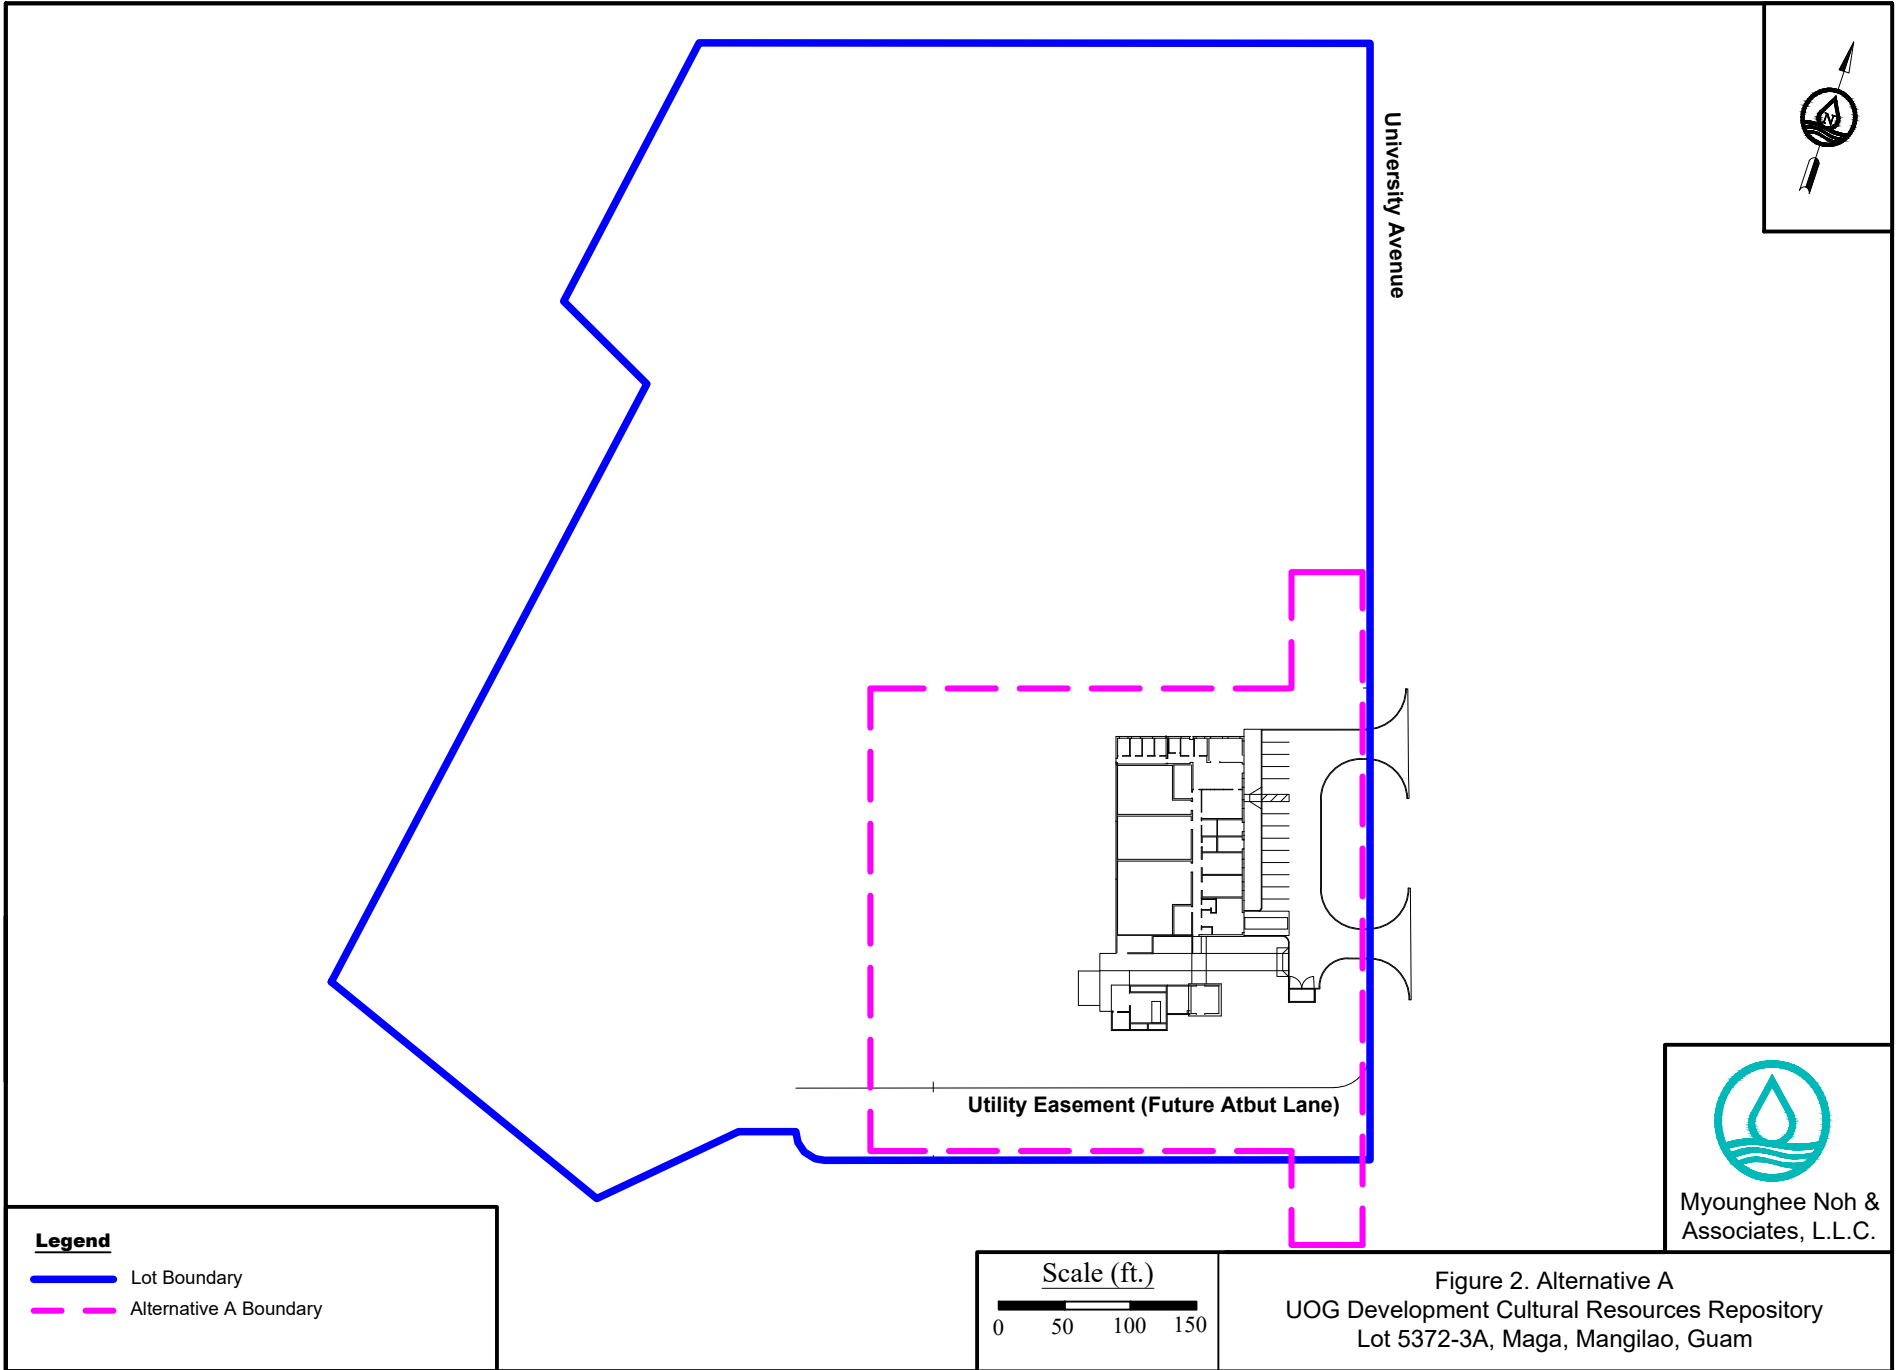 N
University Avenue
Utility Easement (Future Atbut Lane)
Myounghee Noh &
Associates, L.L.C.
Legend
Lot Boundary
Alternative A Boundary
Scale (ft.)
0 50 100 150
Figure 2. Alternative A
UOG Development Cultural Resources Repository
Lot 5372-3A, Maga, Mangilao, Guam